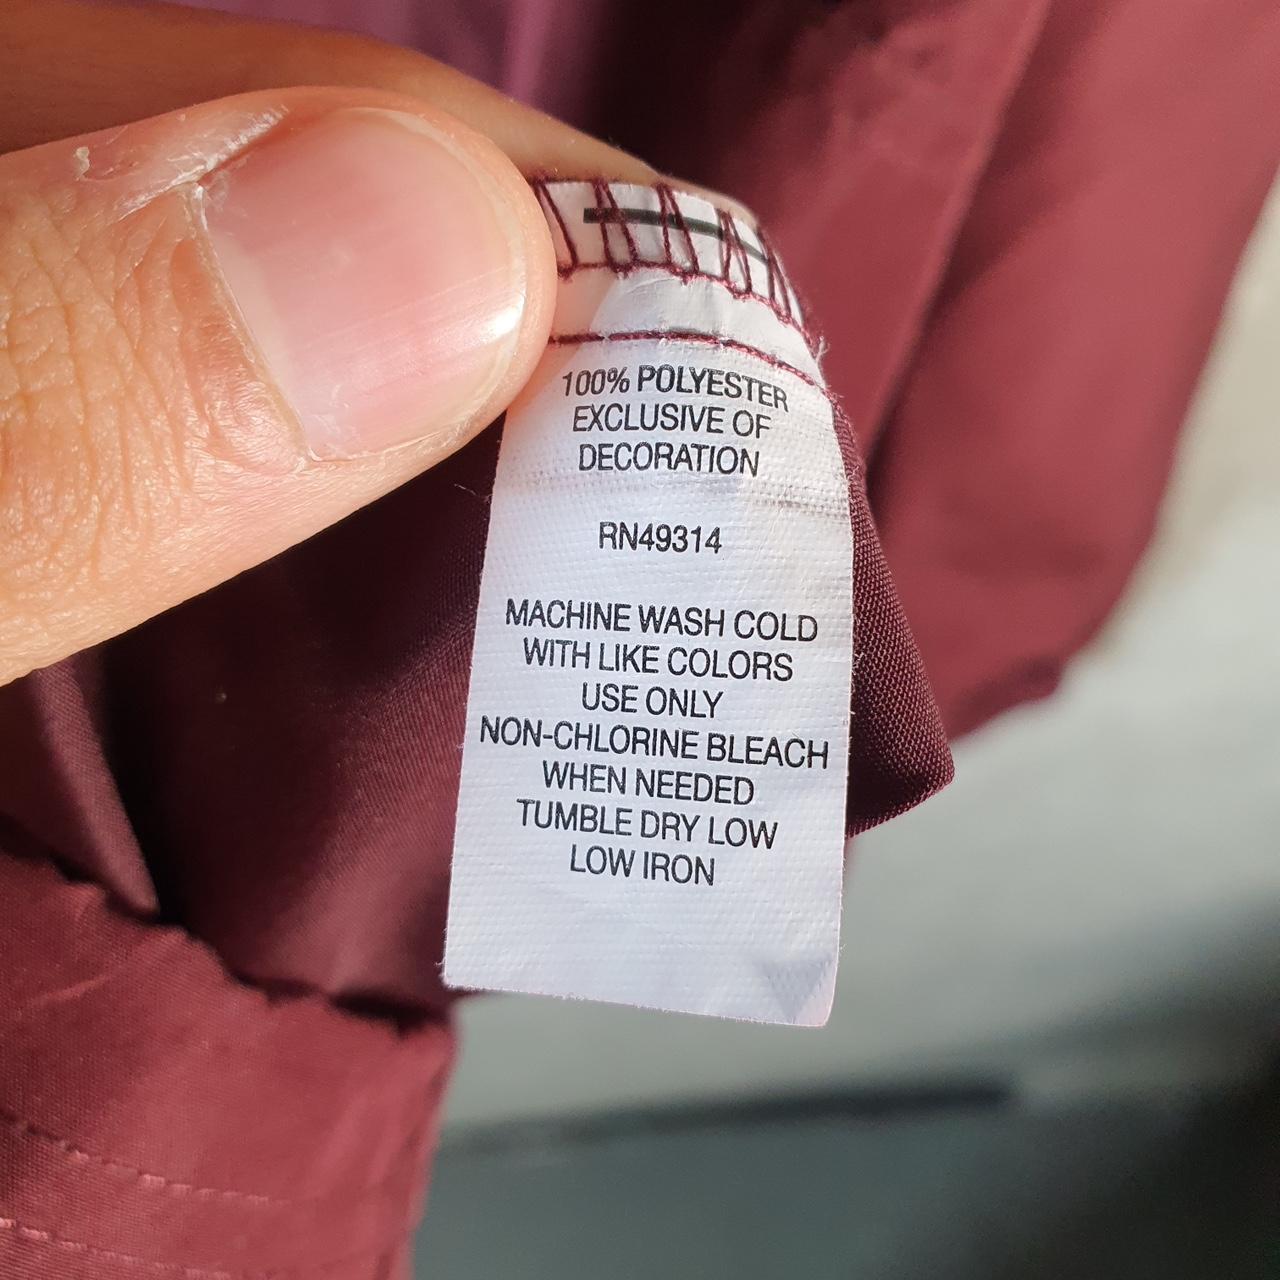 100% POLYESTER
EXCLUSIVE OF
DECORATION
RN49314
MACHINE WASH COLD
WITH LIKE COLORS
USE ONLY
NON-CHLORINE BLEACH
WHEN NEEDED
TUMBLE DRY LOW
LOW IRON